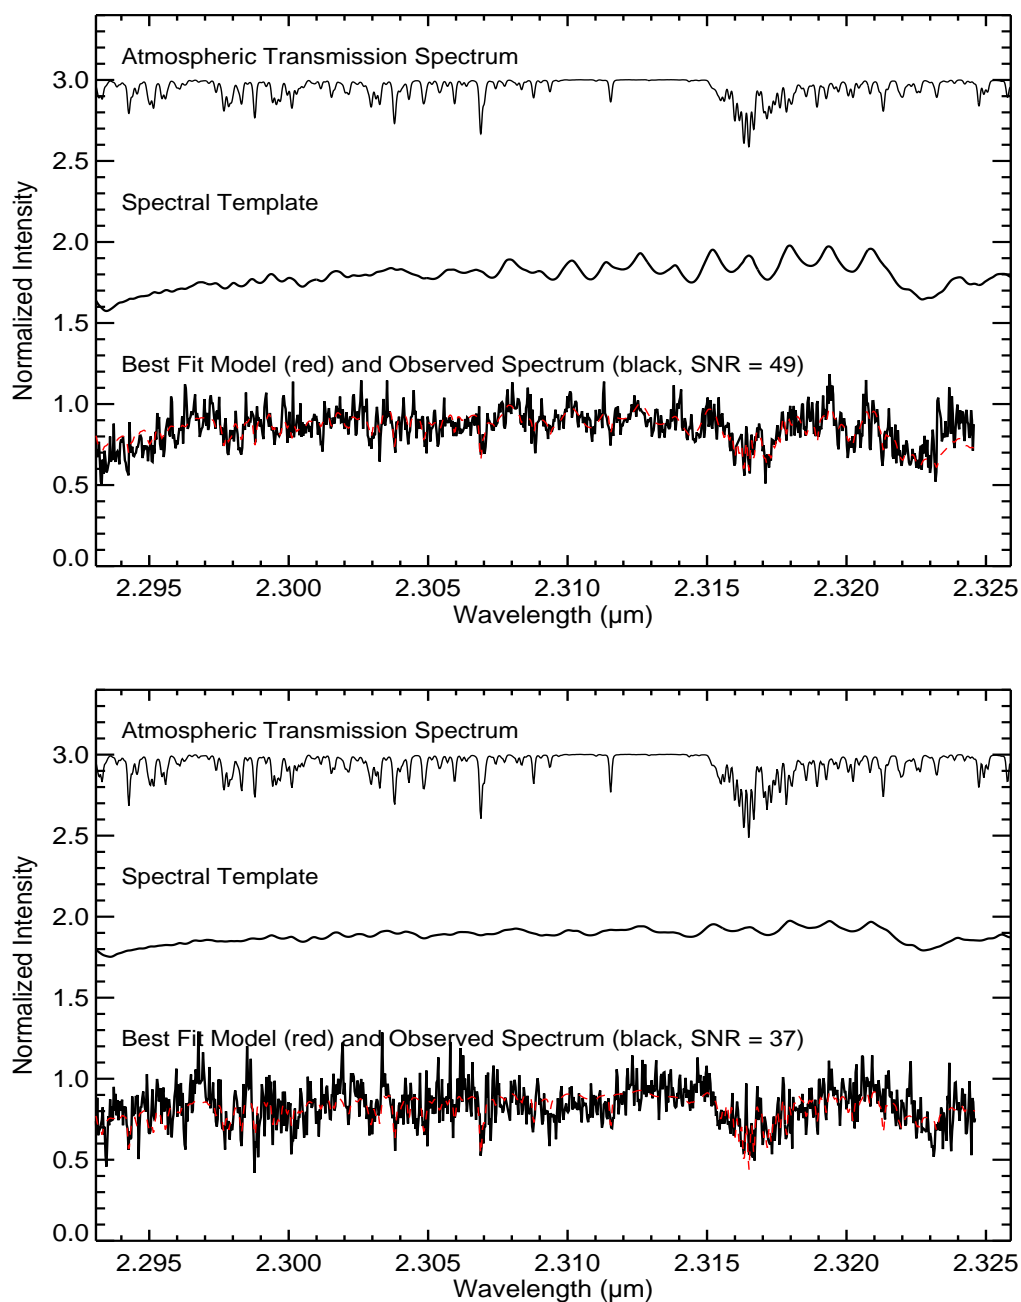 Atmospheric Transmission Spectrum
3.0
2.5
Spectral Template
2.0
1.5
Best Fit Model (red) and Observed Spectrum (black, SNR = 49)
1.0
0.5
0.0
Normalized Intensity
2.295 2.300 2.305 2.310 2.315 2.320 2.325
Wavelength (µm)
Atmospheric Transmission Spectrum
3.0
2.5
Spectral Template
2.0
1.5
Best Fit Model (red) and Observed Spectrum (black, SNR = 37)
1.0
0.5
0.0
Normalized Intensity
2.295 2.300 2.305 2.310 2.315 2.320 2.325
Wavelength (µm)